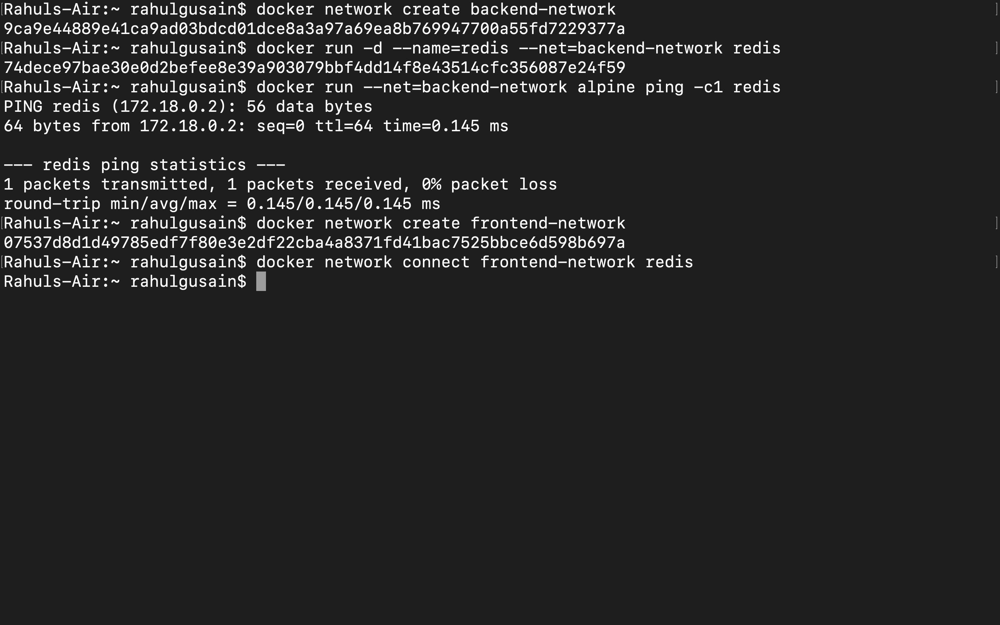 Rahuls-Air:~ rahulgusain$ docker network create backend-network
9ca9e44889e41ca9ad03bdcd01dce8a3a97a69ea8b769947700a55fd7229377a
Rahuls-Air:~ rahulgusain$ docker run -d --name=redis --net=backend-network redis
74dece97bae30e0d2befee8e39a903079bbf4dd14f8e43514cfc356087e24f59
Rahuls-Air:~ rahulgusain$ docker run --net=backend-network alpine ping -c1 redis
PING redis (172.18.0.2): 56 data bytes
64 bytes from 172.18.0.2: seq=0 ttl=64 time=0.145 ms

--- redis ping statistics ---
1 packets transmitted, 1 packets received, 0% packet loss
round-trip min/avg/max = 0.145/0.145/0.145 ms
Rahuls-Air:~ rahulgusain$ docker network create frontend-network
07537d8d1d49785edf7f80e3e2df22cba4a8371fd41bac7525bbce6d598b697a
Rahuls-Air:~ rahulgusain$ docker network connect frontend-network redis
Rahuls-Air:~ rahulgusain$